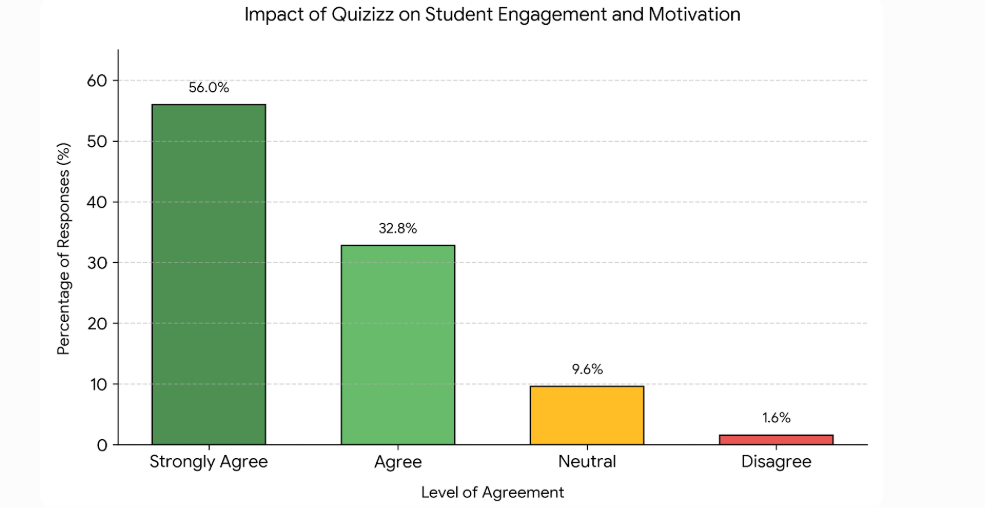 Impact of Quizizz on Student Engagement and Motivation
Percentage of Responses (%)
60
50
40
30
20
10
0
56.0%
32.8%
9.6%
1.6%
Strongly Agree
Agree
Neutral
Disagree
Level of Agreement